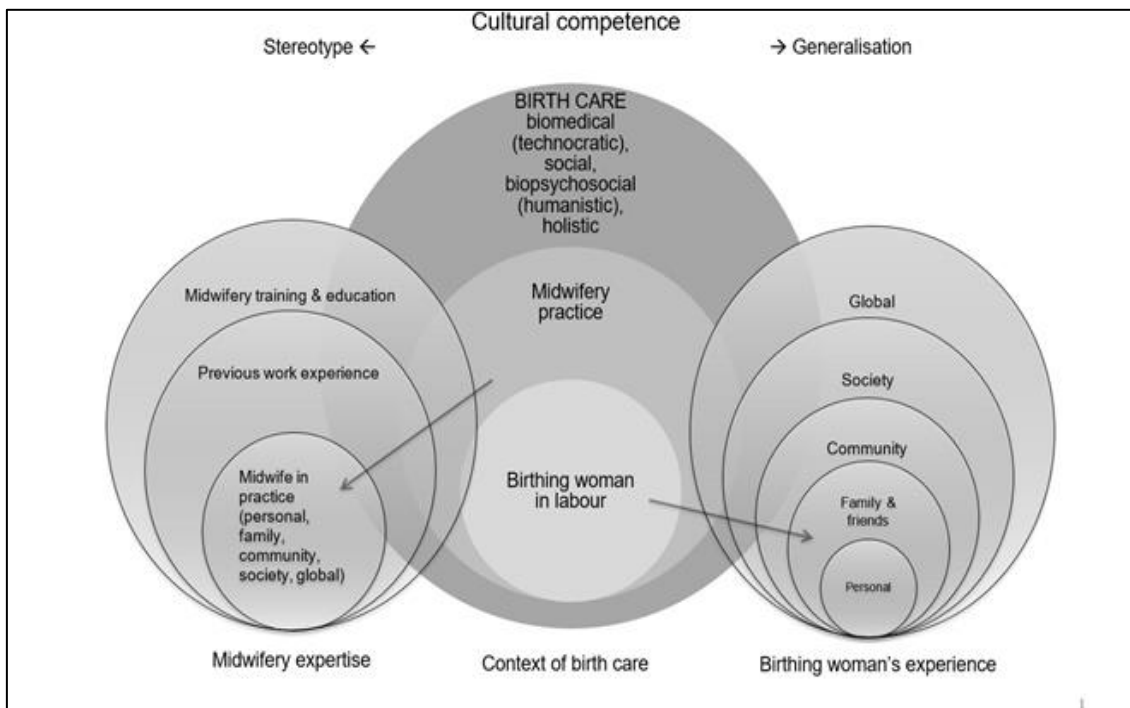 Cultural competence
Stereotype ←
→ Generalisation
BIRTH CARE
biomedical
(technocratic),
social,
biopsychosocial
(humanistic),
holistic
Midwifery training & education
Previous work experience
Midwife in
practice
(personal,
family,
community,
society, global)
Midwifery
practice
Birthing woman
in labour
Global
Society
Community
Family &
friends
Personal
Midwifery expertise
Context of birth care
Birthing woman's experience